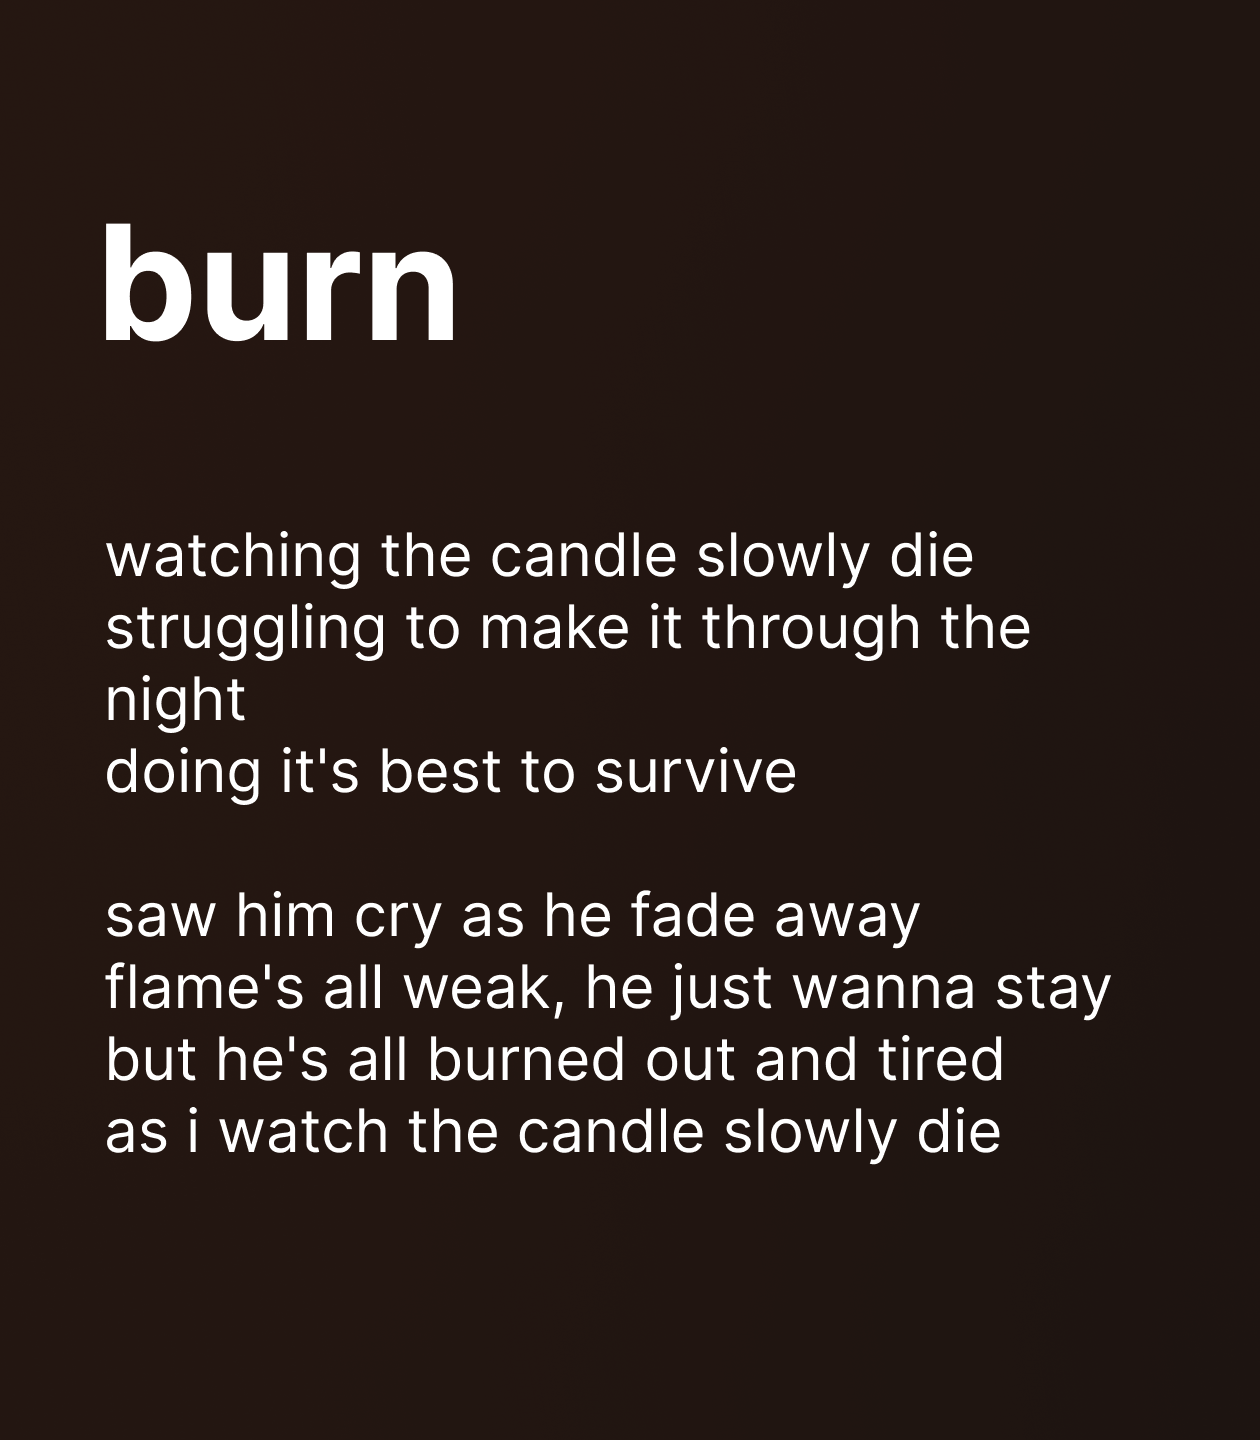 burn
watching the candle slowly die
struggling to make it through the
night
doing it's best to survive
saw him cry as he fade away
flame's all weak, he just wanna stay
but he's all burned out and tired
as i watch the candle slowly die